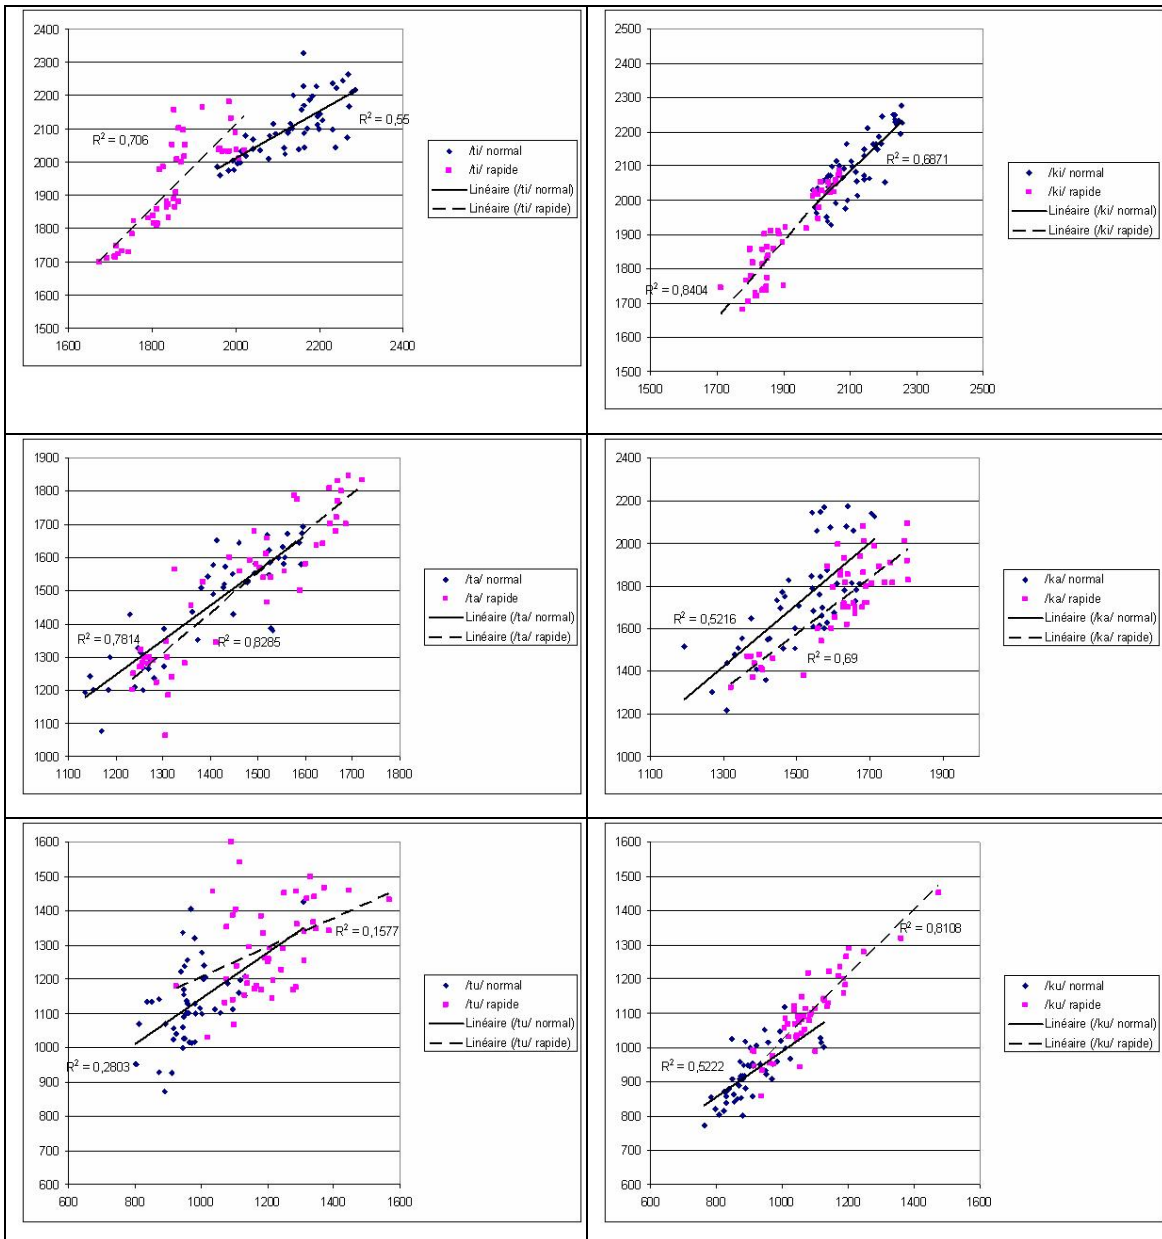 2400
2300
2200
2100
2000
1900
1800
1700
1600
1500
1600 1800 2000 2200 2400
R² = 0,706
R² = 0,55
/ti/ normal
/ti/ rapide
Linéaire (/ti/ normal)
Linéaire (/ti/ rapide)
2500
2400
2300
2200
2100
2000
1900
1800
1700
1600
1500
1500 1700 1900 2100 2300 2500
R² = 0,6871
R² = 0,8404
/ki/ normal
/ki/ rapide
Linéaire (/ki/ normal)
Linéaire (/ki/ rapide)
1900
1800
1700
1600
1500
1400
1300
1200
1100
1000
1100 1200 1300 1400 1500 1600 1700 1800
R² = 0,7814
R² = 0,8285
/ta/ normal
/ta/ rapide
Linéaire (/ta/ normal)
Linéaire (/ta/ rapide)
2400
2200
2000
1800
1600
1400
1200
1000
1100 1300 1500 1700 1900
R² = 0,5216
R² = 0,69
/ka/ normal
/ka/ rapide
Linéaire (/ka/ normal)
Linéaire (/ka/ rapide)
1600
1500
1400
1300
1200
1100
1000
900
800
700
600
600 800 1000 1200 1400 1600
R² = 0,1577
R² = 0,2803
/tu/ normal
/tu/ rapide
Linéaire (/tu/ normal)
Linéaire (/tu/ rapide)
1600
1500
1400
1300
1200
1100
1000
900
800
700
600
600 800 1000 1200 1400 1600
R² = 0,8108
R² = 0,5222
/ku/ normal
/ku/ rapide
Linéaire (/ku/ normal)
Linéaire (/ku/ rapide)